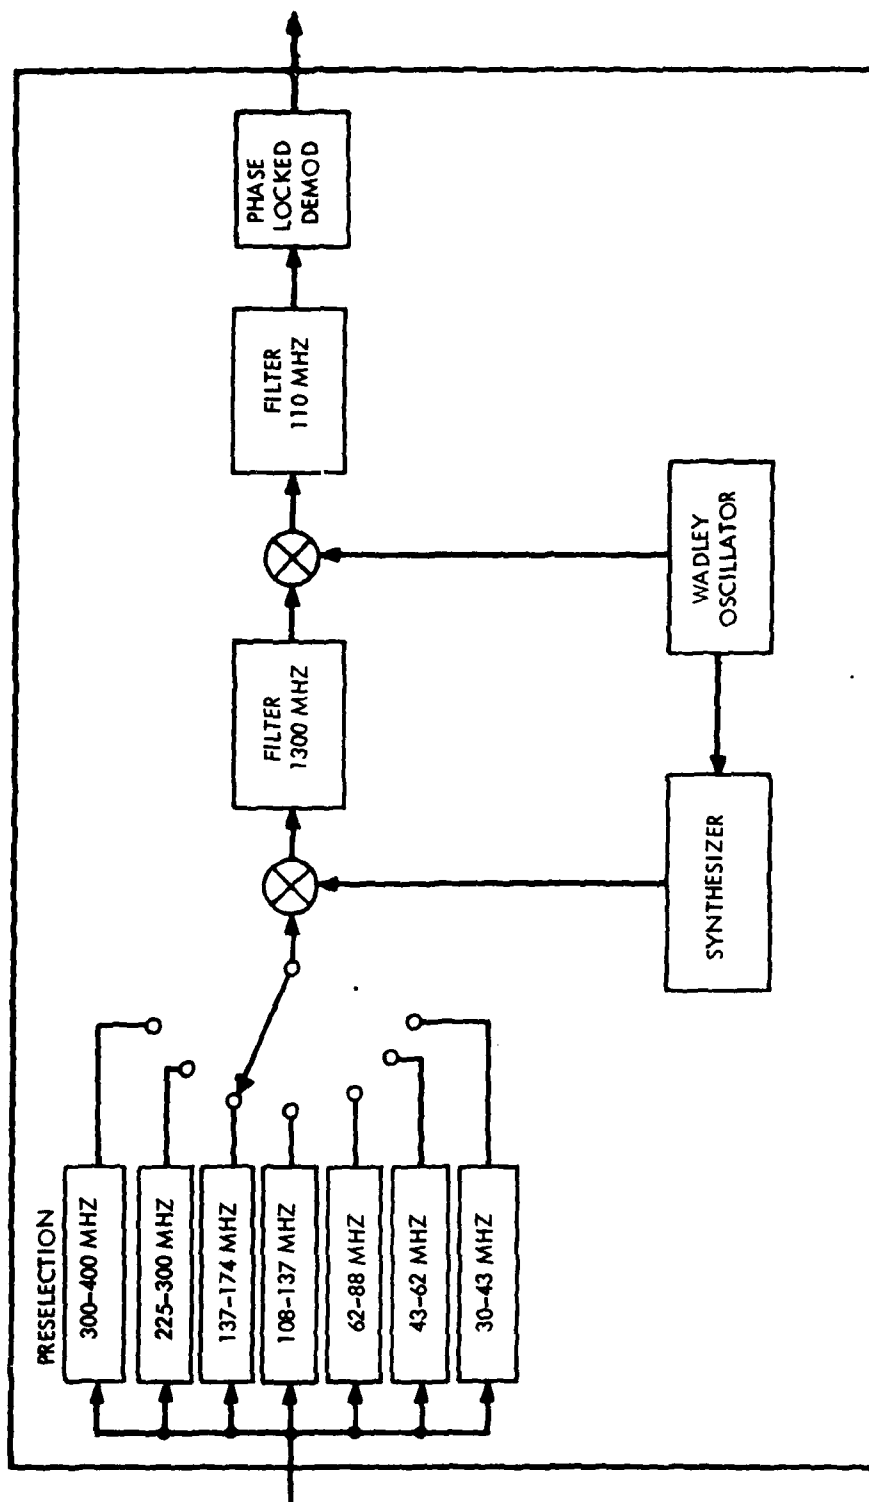 PRESELECTION
300-400 MHZ
225-300 MHZ
137-174 MHZ
108-137 MHZ
62-88 MHZ
43-62 MHZ
30-43 MHZ
FILTER
1300 MHZ
FILTER
110 MHZ
PHASE
LOCKED
DEMOD
SYNTHESIZER
WADLEY
OSCILLATOR